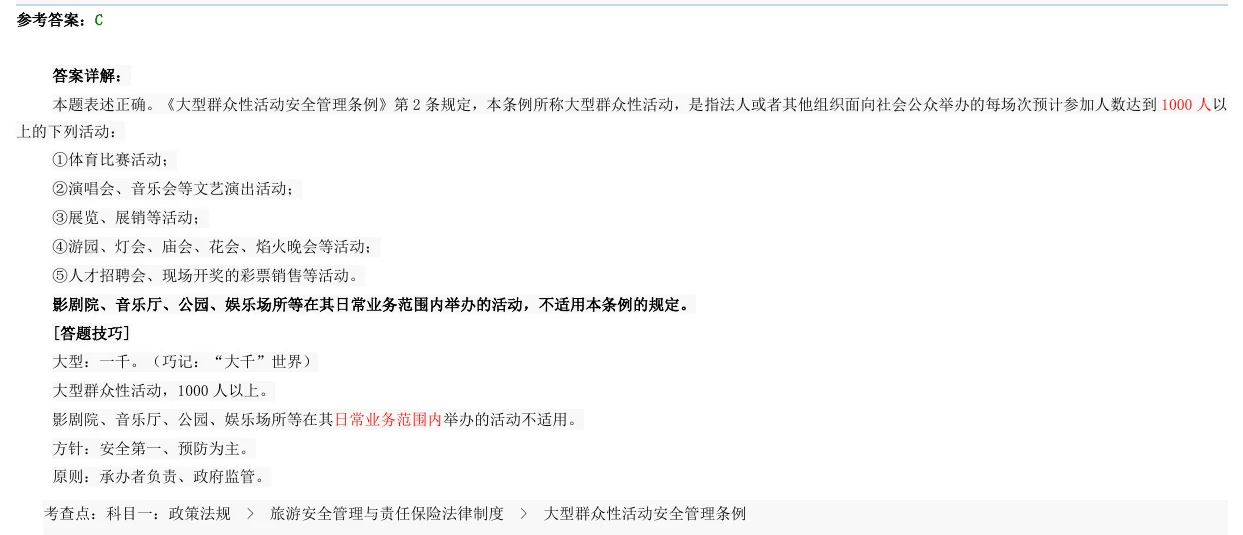 参考答案：C
答案详解：
本题表述正确。《大型群众性活动安全管理条例》第 2 条规定，本条例所称大型群众性活动，是指法人或者其他组织面向社会公众举办的每场次预计参加人数达到 1000 人以
上的下列活动：
①体育比赛活动；
②演唱会、音乐会等文艺演出活动；
③展览、展销等活动；
④游园、灯会、庙会、花会、焰火晚会等活动；
⑤人才招聘会、现场开奖的彩票销售等活动。
影剧院、音乐厅、公园、娱乐场所等在其日常业务范围内举办的活动，不适用本条例的规定。
[答题技巧]
大型：一千。（巧记：“大千”世界）
大型群众性活动，1000 人以上。
影剧院、音乐厅、公园、娱乐场所等在其日常业务范围内举办的活动不适用。
方针：安全第一、预防为主。
原则：承办者负责、政府监管。
考查点：科目一：政策法规 > 旅游安全管理与责任保险法律制度 > 大型群众性活动安全管理条例